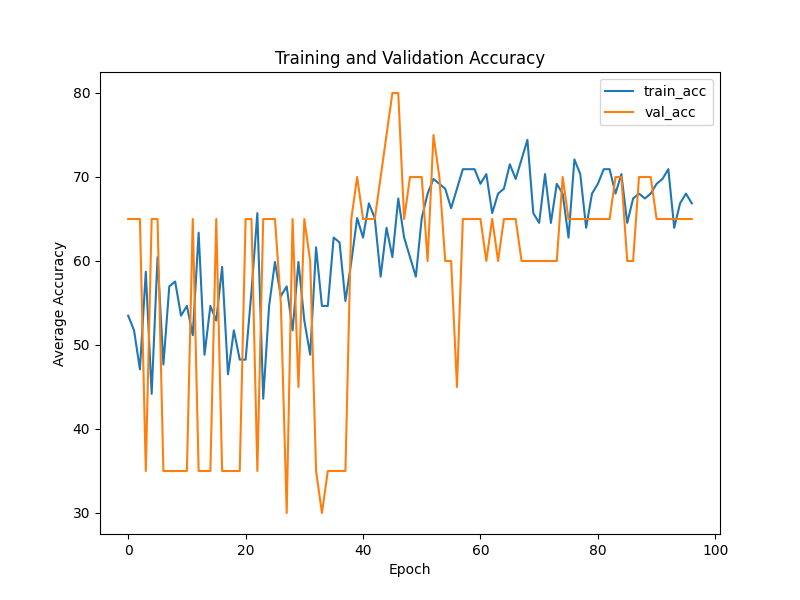 Training and Validation Accuracy
train_acc
val_acc
80
70
60
50
40
30
Average Accuracy
0
20
40
60
80
100
Epoch